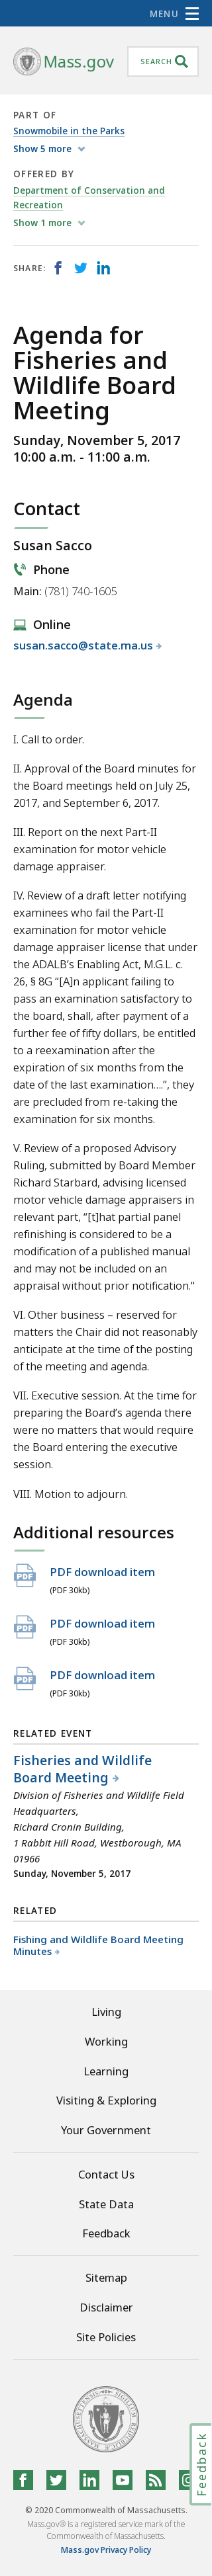 MENU
Mass.gov
SEARCH
PART OF
Snowmobile in the Parks
Show 5 more
OFFERED BY
Department of Conservation and
Recreation
Show 1 more
SHARE:
Agenda for
Fisheries and
Wildlife Board
Meeting
Sunday, November 5, 2017
10:00 a.m. - 11:00 a.m.
Contact
Susan Sacco
Phone
Main: (781) 740-1605
Online
susan.sacco@state.ma.us
Agenda
I. Call to order.
II. Approval of the Board minutes for
the Board meetings held on July 25,
2017, and September 6, 2017.
III. Report on the next Part-II
examination for motor vehicle
damage appraiser.
IV. Review of a draft letter notifying
examinees who fail the Part-II
examination for motor vehicle
damage appraisal license that under
the ADALB’s Enabling Act, M.G.L. c.
26, § 8G “[A]n applicant failing to
pass an examination satisfactory to
the board, shall, after payment of a
further fee of fifty dollars, be entitled
to a reexamination after the
expiration of six months from the
date of the last examination….”, they
are precluded from re-taking the
examination for six months.
V. Review of a proposed Advisory
Ruling, submitted by Board Member
Richard Starbard, advising licensed
motor vehicle damage appraisers in
relevant part, “[t]hat partial panel
refinishing is considered to be a
modification of a published manual
and may not be included on an
appraisal without prior notification."
VI. Other business – reserved for
matters the Chair did not reasonably
anticipate at the time of the posting
of the meeting and agenda.
VII. Executive session. At the time for
preparing the Board’s agenda there
were no matters that would require
the Board entering the executive
session.
VIII. Motion to adjourn.
Additional resources
PDF
PDF download item
(PDF 30kb)
PDF
PDF download item
(PDF 30kb)
PDF
PDF download item
(PDF 30kb)
RELATED EVENT
Fisheries and Wildlife
Board Meeting
Division of Fisheries and Wildlife Field
Headquarters,
Richard Cronin Building,
1 Rabbit Hill Road, Westborough, MA
01966
Sunday, November 5, 2017
RELATED
Fishing and Wildlife Board Meeting
Minutes
Living
Working
Learning
Visiting & Exploring
Your Government
Contact Us
State Data
Feedback
Sitemap
Disclaimer
Site Policies
Feedback
© 2020 Commonwealth of Massachusetts.
Mass.gov® is a registered service mark of the
Commonwealth of Massachusetts.
Mass.gov Privacy Policy